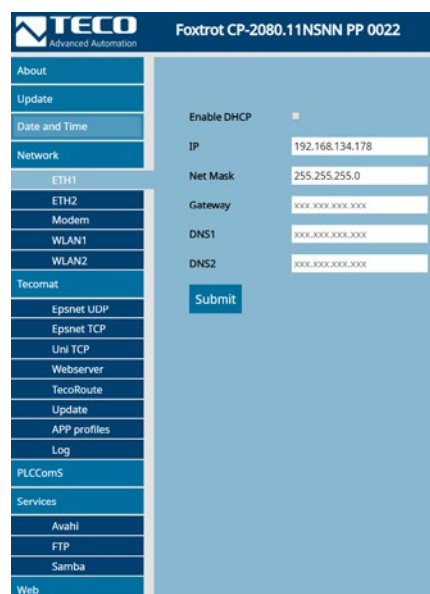 TECO
Advanced Automation
Foxtrot CP-2080.11NSNN PP 0022
About
Update
Date and Time
Network
ETH1
ETH2
Modem
WLAN1
WLAN2
Tecomat
Epsnet UDP
Epsnet TCP
Uni TCP
Webserver
TecoRoute
Update
APP profiles
Log
PLCComS
Services
Avahi
FTP
Samba
Web
Enable DHCP
IP 192.168.134.178
Net Mask 255.255.255.0
Gateway xxx.xxx.xxx.xxx
DNS1 xxx.xxx.xxx.xxx
DNS2 xxx.xxx.xxx.xxx
Submit